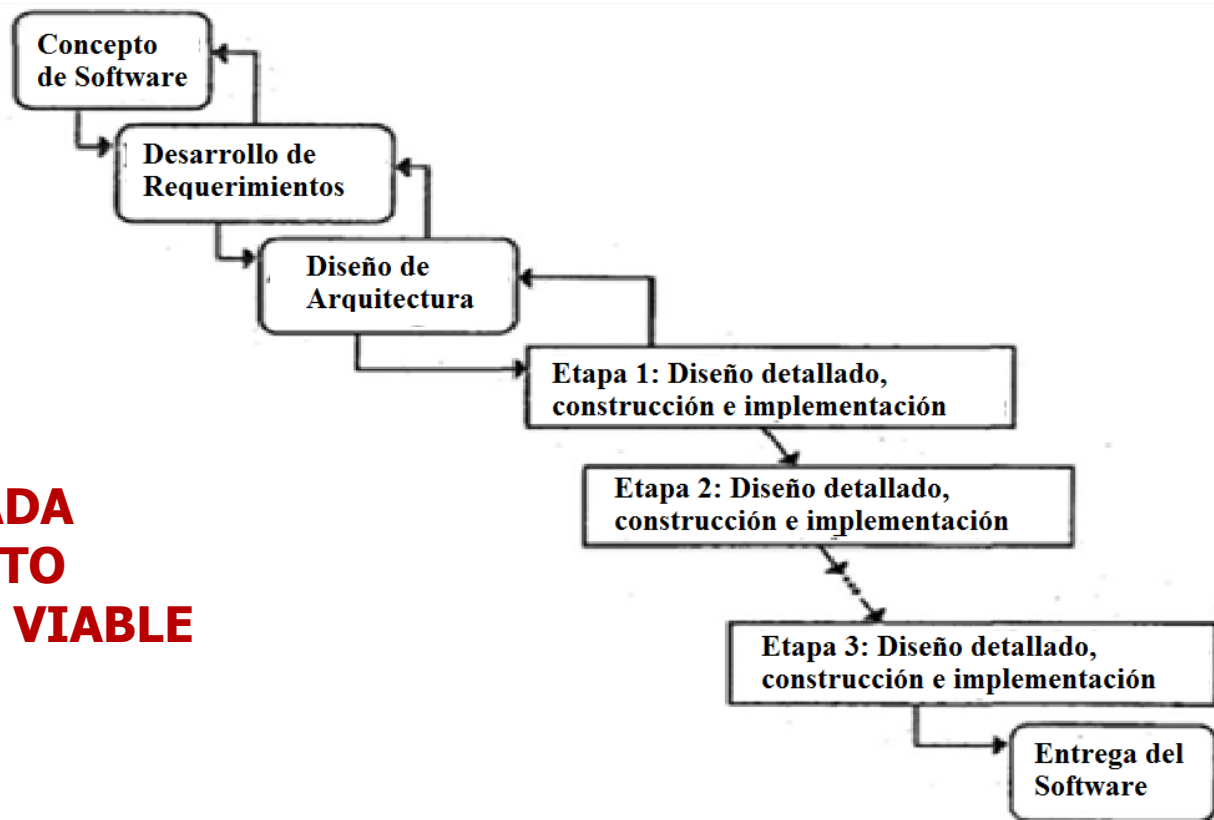 Concepto
de Software
Desarrollo de
Requerimientos
Diseño de
Arquitectura
Etapa 1: Diseño detallado,
construcción e implementación
Etapa 2: Diseño detallado,
construcción e implementación
ADA
TO
VIABLE
Etapa 3: Diseño detallado,
construcción e implementación
Entrega del
Software